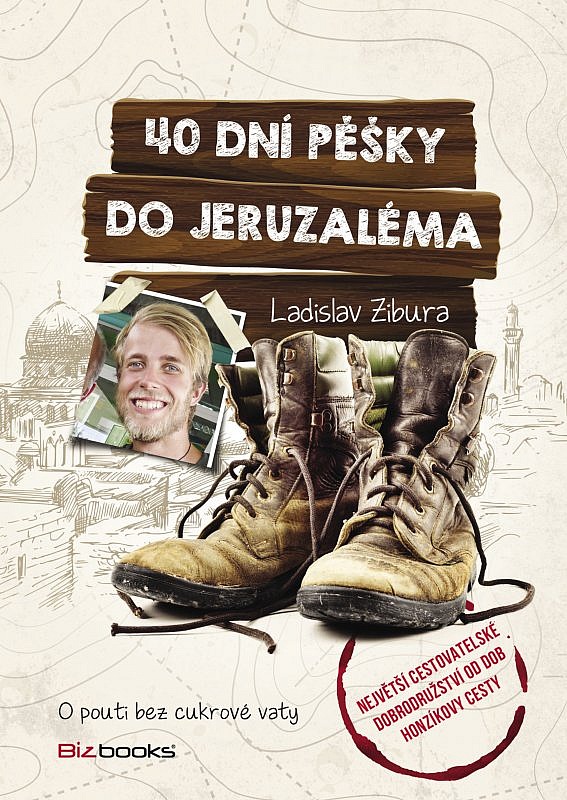 40 DNÍ PĚŠKY
DO JERUZALÉMA
Ladislav Zibura
NEJVĚTŠÍ CESTOVATELSKÉ
DOBRODRUŽSTVÍ OD DOB
HONZÍKOVY CESTY
O pouti bez cukrové vaty
Bizbooks®